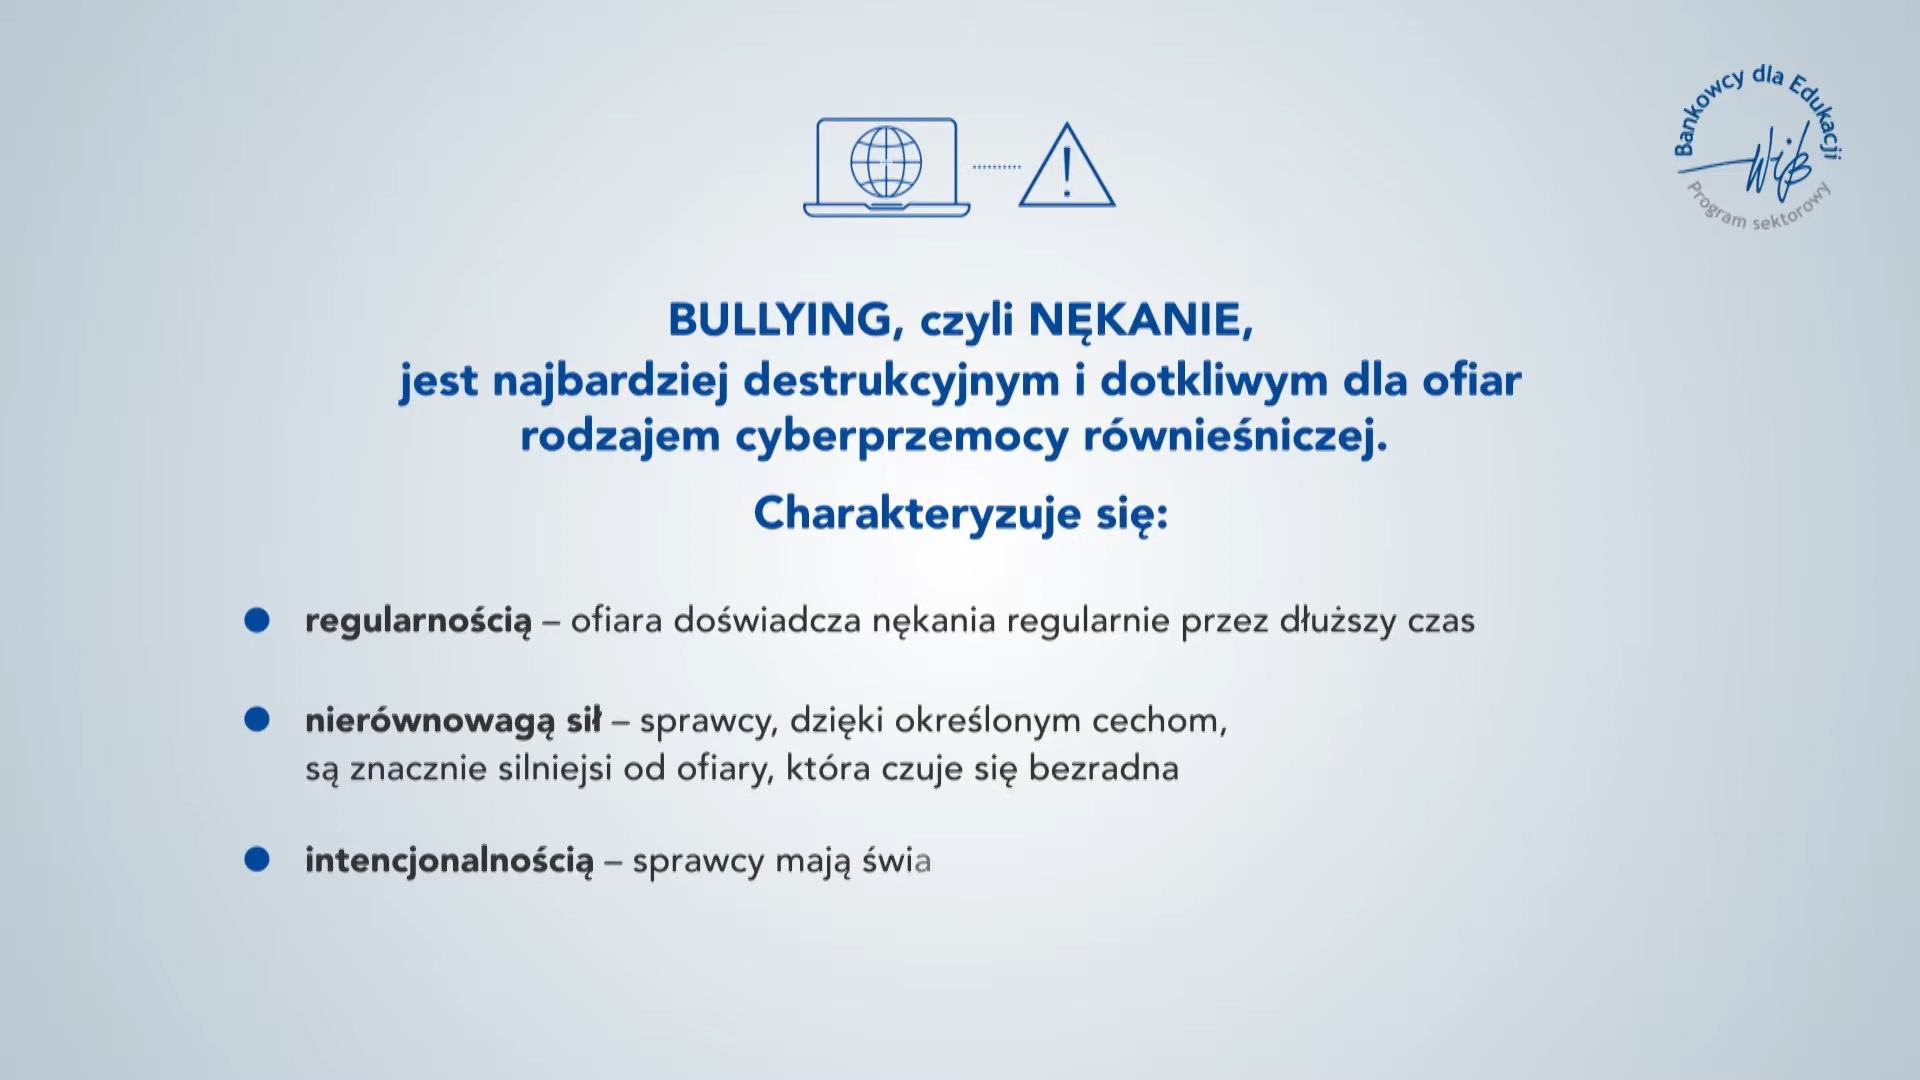 Bankowcy dla Edukacji
WiB
Program sektorowy
BULLYING, czyli NĘKANIE,
jest najbardziej destrukcyjnym i dotkliwym dla ofiar
rodzajem cyberprzemocy równieśniczej.
Charakteryzuje się:
regularnością – ofiara doświadcza nękania regularnie przez dłuższy czas
nierównowagą sił – sprawcy, dzięki określonym cechom,
są znacznie silniejsi od ofiary, która czuje się bezradna
intencjonalnością – sprawcy mają świa